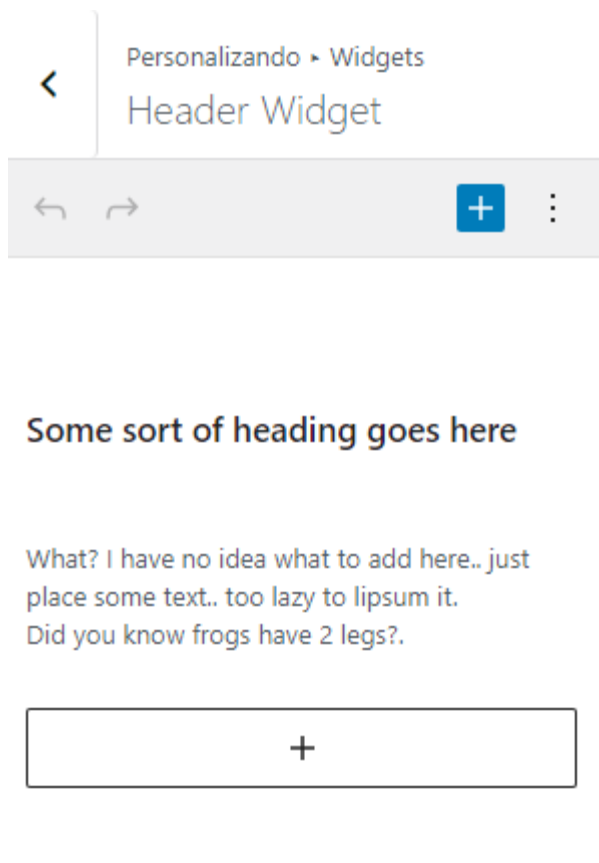 Personalizando ▸ Widgets
Header Widget
Some sort of heading goes here
What? I have no idea what to add here.. just
place some text.. too lazy to lipsum it.
Did you know frogs have 2 legs?.